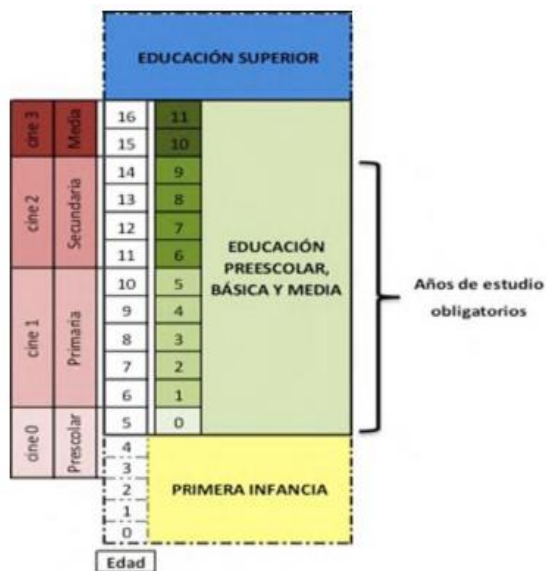 EDUCACIÓN SUPERIOR
cine 3 Media 16 11
15 10
cine 2 Secundaria 14 9
13 8
12 7
11 6
cine 1 Primaria 10 5
9 4
8 3
7 2
6 1
cine0 Prescolar 5 0
4
3
2
1
0
EDUCACIÓN
PREESCOLAR,
BÁSICA Y MEDIA
Años de estudio
obligatorios
PRIMERA INFANCIA
Edad